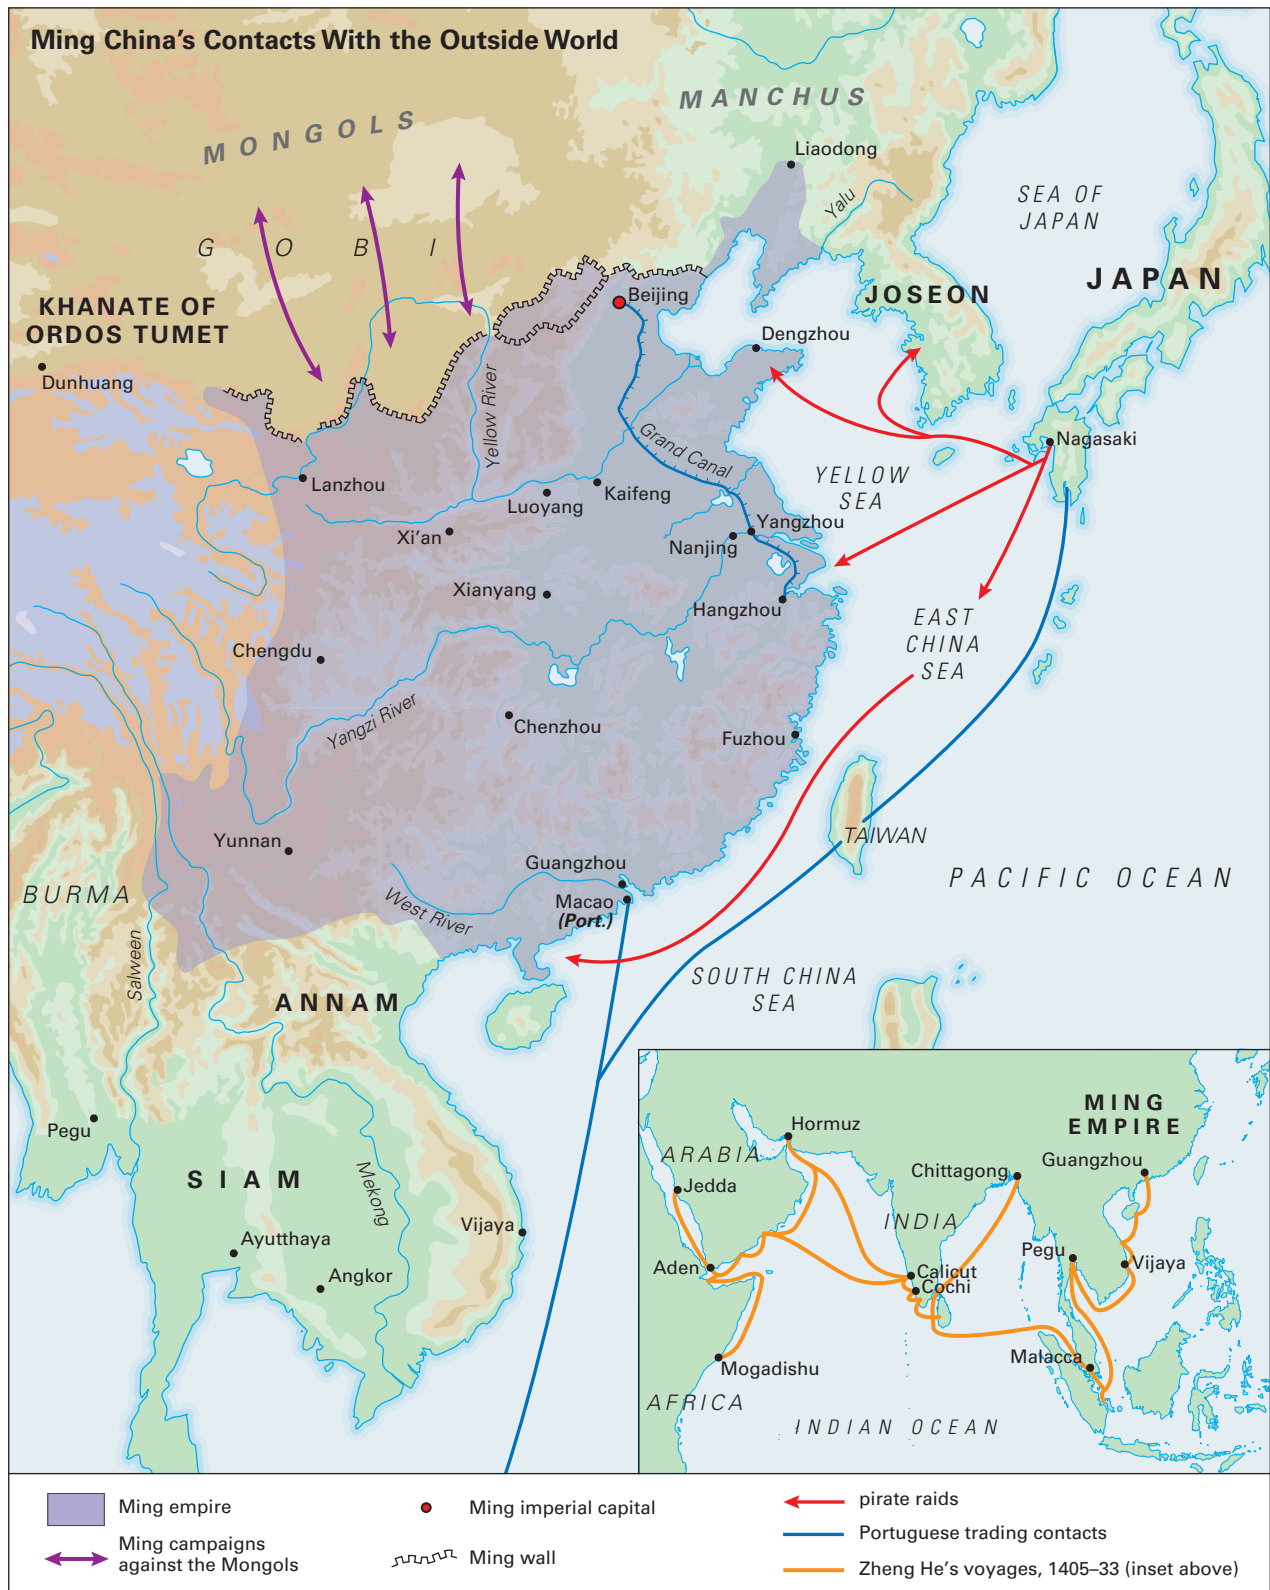 Ming China's Contacts With the Outside World
MONGOLS
MANCHUS
Liaodong
Yalu
SEA OF
JAPAN
GOBI
JAPAN
KHANATE OF
ORDOS TUMET
Beijing
JOSEON
Dengzhou
Dunhuang
Yellow River
Grand Canal
Nagasaki
Lanzhou
Kaifeng
Luoyang
YELLOW
SEA
Xi'an
Yangzhou
Nanjing
Xianyang
Hangzhou
EAST
CHINA
SEA
Chengdu
Yangzi River
Chenzhou
Fuzhou
TAIWAN
Yunnan
Guangzhou
BURMA
Macao
(Port.)
West River
PACIFIC OCEAN
Salween
SOUTH CHINA
SEA
ANNAM
Pegu
SIAM
Mekong
Vijaya
Ayutthaya
Angkor
MING
EMPIRE
Hormuz
ARABIA
Guangzhou
Chittagong
Jedda
INDIA
Pegu
Aden
Calicut
Cochi
Vijaya
Malacca
Mogadishu
AFRICA
INDIAN OCEAN
Ming empire
Ming campaigns
against the Mongols
Ming imperial capital
Ming wall
pirate raids
Portuguese trading contacts
Zheng He's voyages, 1405–33 (inset above)